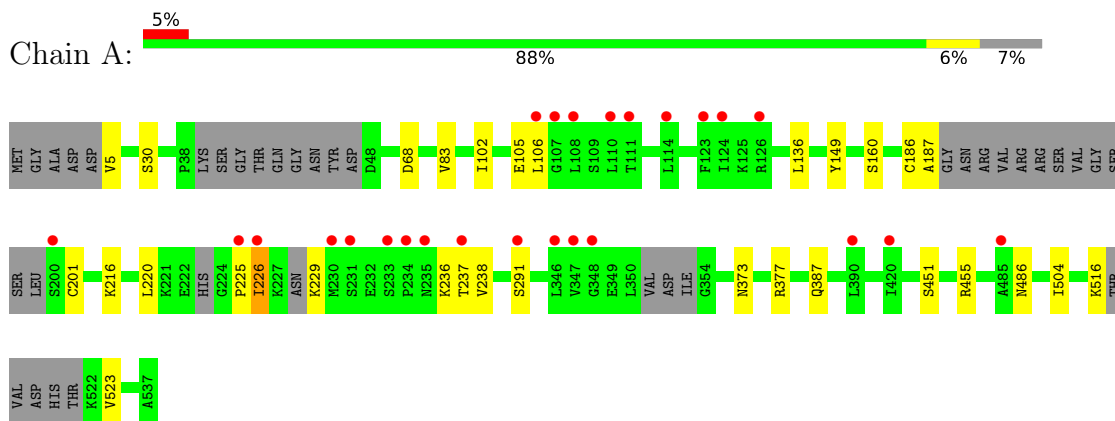 5%
Chain A:
88% 6% 7%
MET GLY ALA ASP ASP V5 S30 P38 LYS SER GLY THR GLN GLY ASN TYR ASP D48 D68 V83 I102 E105 L106 G107 L108 S109 L110 T111 L114 F123 I124 K125 R126 L136 Y149 S160 C186 A187 GLY ASN ARG VAL ARG ARG SER VAL GLY SER
SER LEU S200 C201 K216 L220 K221 E222 HIS G224 P225 I226 K227 ASN K229 M230 S231 E232 S233 P234 N235 K236 T237 V238 S291 L346 V347 G348 E349 L350 VAL ASP ILE G354 N373 R377 Q387 L390 I420 S451 R455 A485 N486 I504 K516 THR
VAL ASP HIS THR K522 V523 A537